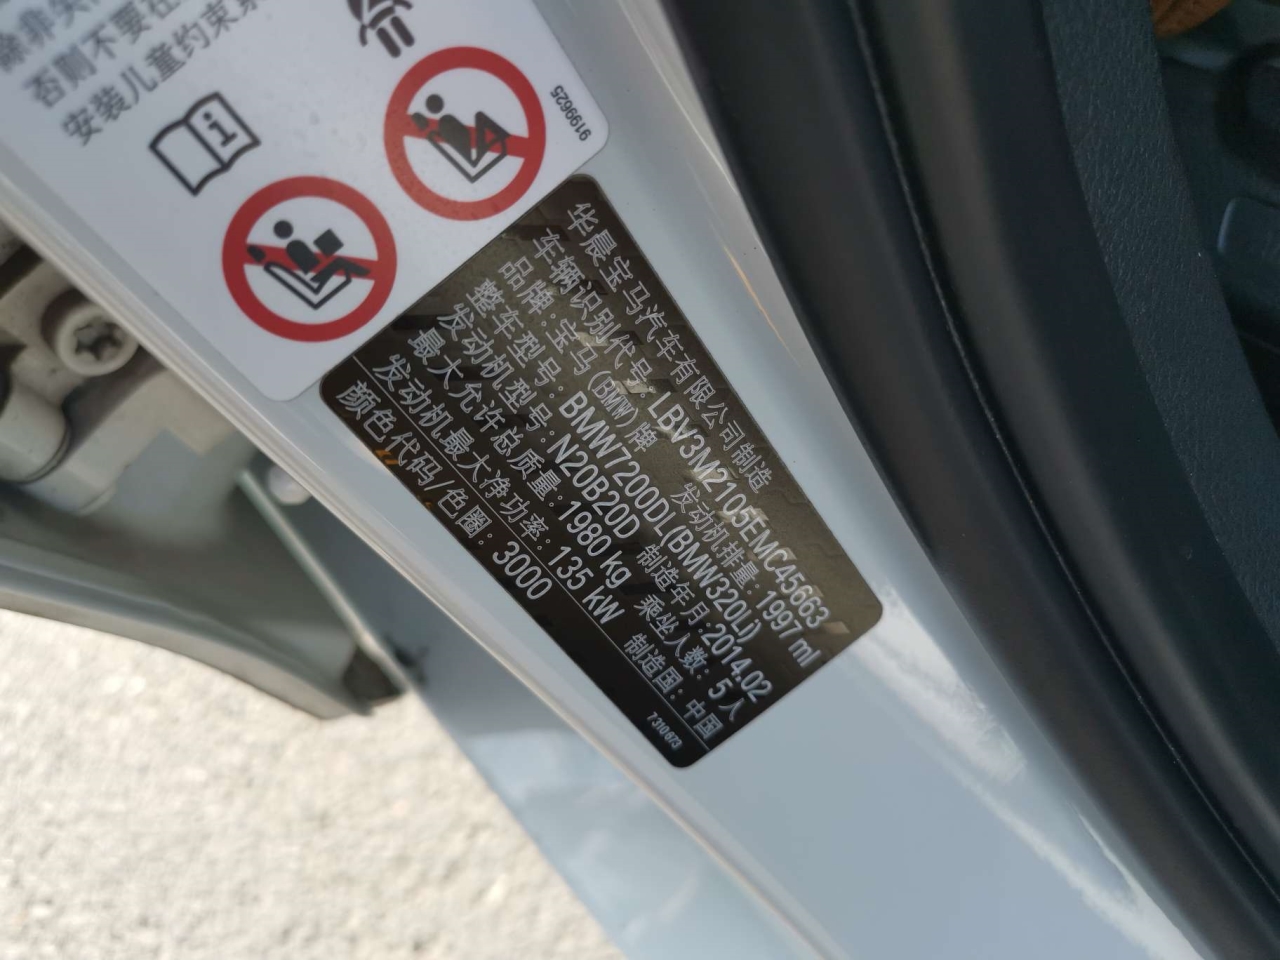 否则不要在
安装儿童约束系
9199625
华晨宝马汽车有限公司制造
车辆识别代号:LBV3M2105EMC45663
品牌:宝马(BMW)牌 发动机排量:1997 ml
整车型号:BMW7200DL(BMW320Li)
发动机型号:N20B20D 制造年月:2014.02
最大允许总质量:1980 kg 乘坐人数:5人
发动机最大净功率:135 kW 制造国:中国
颜色代码/色圈:3000 7310673